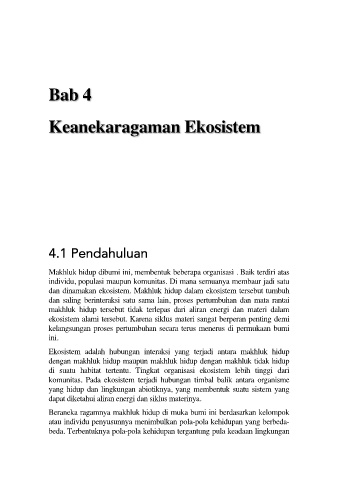 Bab 4
Keanekaragaman Ekosistem
4.1 Pendahuluan
Makhluk hidup dibumi ini, membentuk beberapa organisasi . Baik terdiri atas
individu, populasi maupun komunitas. Di mana semuanya membaur jadi satu
dan dinamakan ekosistem. Makhluk hidup dalam ekosistem tersebut tumbuh
dan saling berinteraksi satu sama lain, proses pertumbuhan dan mata rantai
makhluk hidup tersebut tidak terlepas dari aliran energi dan materi dalam
ekosistem alami tersebut. Karena siklus materi sangat berperan penting demi
kelangsungan proses pertumbuhan secara terus menerus di permukaan bumi
ini.
Ekosistem adalah hubungan interaksi yang terjadi antara makhluk hidup
dengan makhluk hidup maupun makhluk hidup dengan makhluk tidak hidup
di suatu habitat tertentu. Tingkat organisasi ekosistem lebih tinggi dari
komunitas. Pada ekosistem terjadi hubungan timbal balik antara organisme
yang hidup dan lingkungan abiotiknya, yang membentuk suatu sistem yang
dapat diketahui aliran energi dan siklus materinya.
Beraneka ragamnya makhluk hidup di muka bumi ini berdasarkan kelompok
atau individu penyusunnya menimbulkan pola-pola kehidupan yang berbeda-
beda. Terbentuknya pola-pola kehidupan tergantung pula keadaan lingkungan